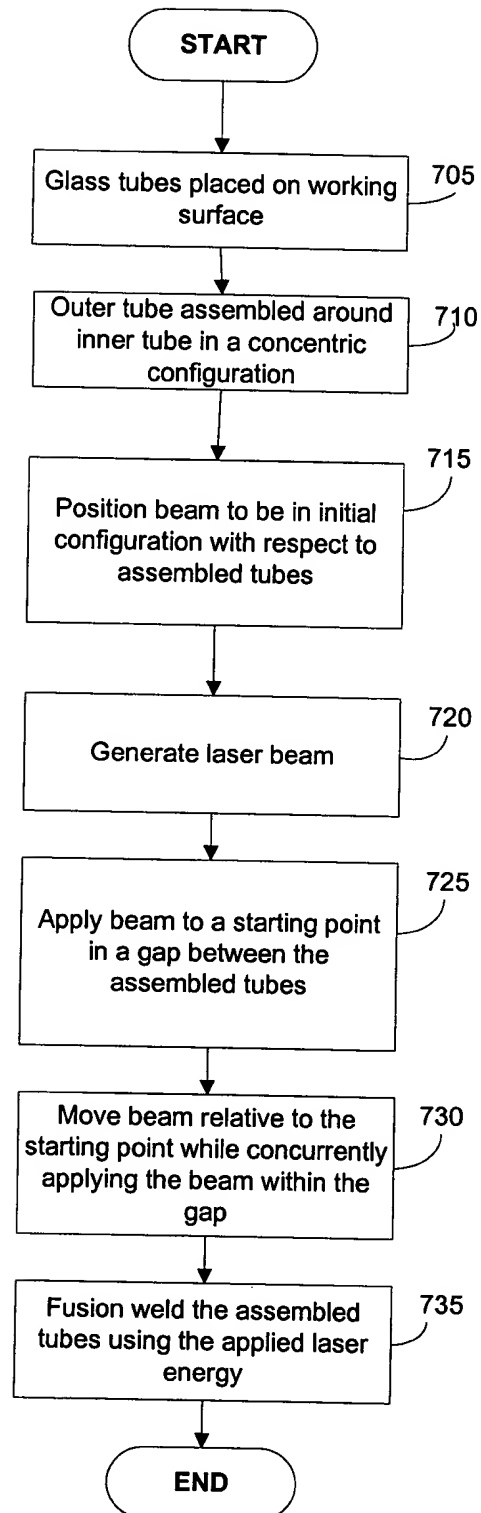 START
Glass tubes placed on working
surface
705
Outer tube assembled around
inner tube in a concentric
configuration
710
Position beam to be in initial
configuration with respect to
assembled tubes
715
Generate laser beam
720
Apply beam to a starting point
in a gap between the
assembled tubes
725
Move beam relative to the
starting point while concurrently
applying the beam within the
gap
730
Fusion weld the assembled
tubes using the applied laser
energy
735
END